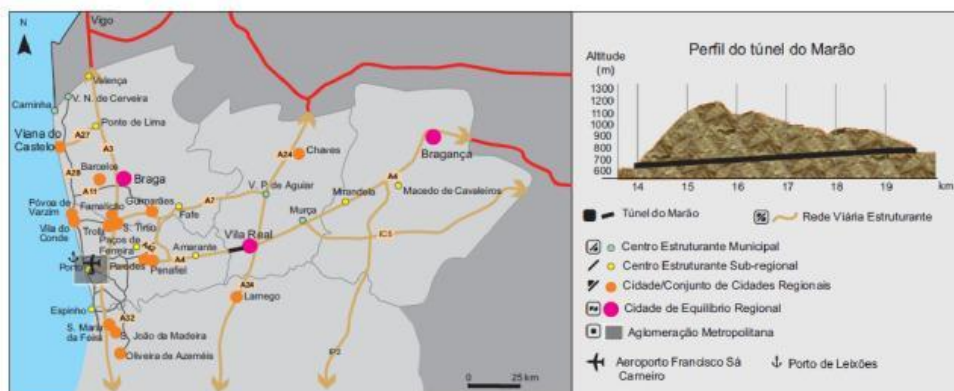 N
Vigo
Valença
Caminha
V. N. de Cerveira
Ponte de Lima
Viana do
Castelo
A27
A3
A28
Barcelos
A11
Braga
Guimarães
A7
Fafe
Póvoa de
Varzim
Famalicão
Vila do
Conde
Trofa
S. Tirso
Paços de
Ferreira
Porto
Paredes
Penafiel
A4
Amarante
Vila Real
A24
Chaves
V. P. de Aguiar
Murça
Mirandela
A4
Macedo de Cavaleiros
Bragança
IC5
IP2
A24
Lamego
Espinho
A32
S. Maria
da Feira
S. João da Madeira
Oliveira de Azeméis
0 25 km
Perfil do túnel do Marão
Altitude
(m)
1300
1200
1100
1000
900
800
700
600
14 15 16 17 18 19 km
Túnel do Marão
Rede Viária Estruturante
Centro Estruturante Municipal
Centro Estruturante Sub-regional
Cidade/Conjunto de Cidades Regionais
Cidade de Equilíbrio Regional
Aglomeração Metropolitana
Aeroporto Francisco Sá
Carneiro
Porto de Leixões